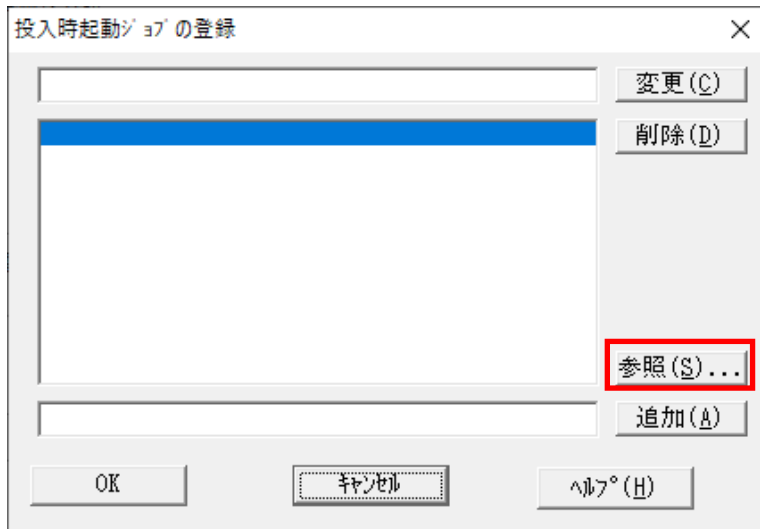 投入時起動ｼﾞｮﾌﾞの登録
変更(C)
削除(D)
参照(S)...
追加(A)
OK
ｷｬﾝｾﾙ
ﾍﾙﾌﾟ(H)